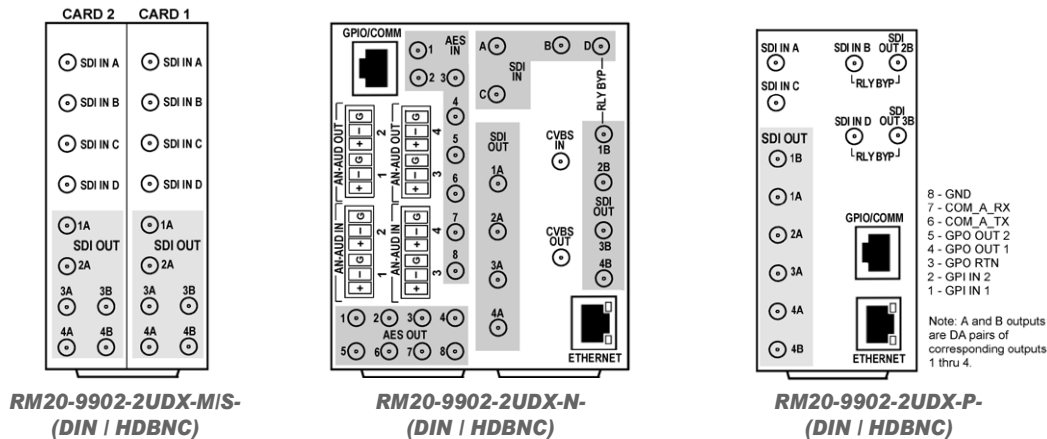 CARD 2 CARD 1
SDI IN A SDI IN A
SDI IN B SDI IN B
SDI IN C SDI IN C
SDI IN D SDI IN D
1A 1A
SDI OUT SDI OUT
2A 2A
3A 3B 3A 3B
4A 4B 4A 4B
RM20-9902-2UDX-M/S-
(DIN / HDBNC)
GPIO/COMM
1 AES IN
2 3
4
5
6
7
8
A B D
SDI IN
C
RLY BYP
AN-AUD OUT
+ – G + – G
1 2
AN-AUD OUT
+ – G + – G
3 4
AN-AUD IN
+ – G + – G
1 2
AN-AUD IN
+ – G + – G
3 4
SDI OUT
1A
2A
3A
4A
CVBS IN
CVBS OUT
1B
2B
SDI OUT
3B
4B
1 2 3 4
AES OUT
5 6 7 8
ETHERNET
RM20-9902-2UDX-N-
(DIN / HDBNC)
SDI IN A SDI IN B SDI OUT 2B
RLY BYP
SDI IN C
SDI IN D SDI OUT 3B
RLY BYP
SDI OUT
1B
1A
2A
3A
4A
4B
GPIO/COMM
ETHERNET
8 - GND
7 - COM_A_RX
6 - COM_A_TX
5 - GPO OUT 2
4 - GPO OUT 1
3 - GPO RTN
2 - GPI IN 2
1 - GPI IN 1
Note: A and B outputs
are DA pairs of
corresponding outputs
1 thru 4.
RM20-9902-2UDX-P-
(DIN / HDBNC)